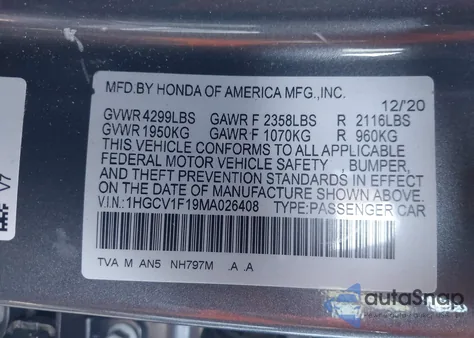 MFD.BY HONDA OF AMERICA MFG.,INC.
12/'20
GVWR 4299LBS GAWR F 2358LBS R 2116LBS
GVWR 1950KG GAWR F 1070KG R 960KG
THIS VEHICLE CONFORMS TO ALL APPLICABLE
FEDERAL MOTOR VEHICLE SAFETY , BUMPER,
AND THEFT PREVENTION STANDARDS IN EFFECT
ON THE DATE OF MANUFACTURE SHOWN ABOVE.
V.I.N.:1HGCV1F19MA026408 TYPE:PASSENGER CAR
TVA M AN5 NH797M .A .A
V7
autoSnap